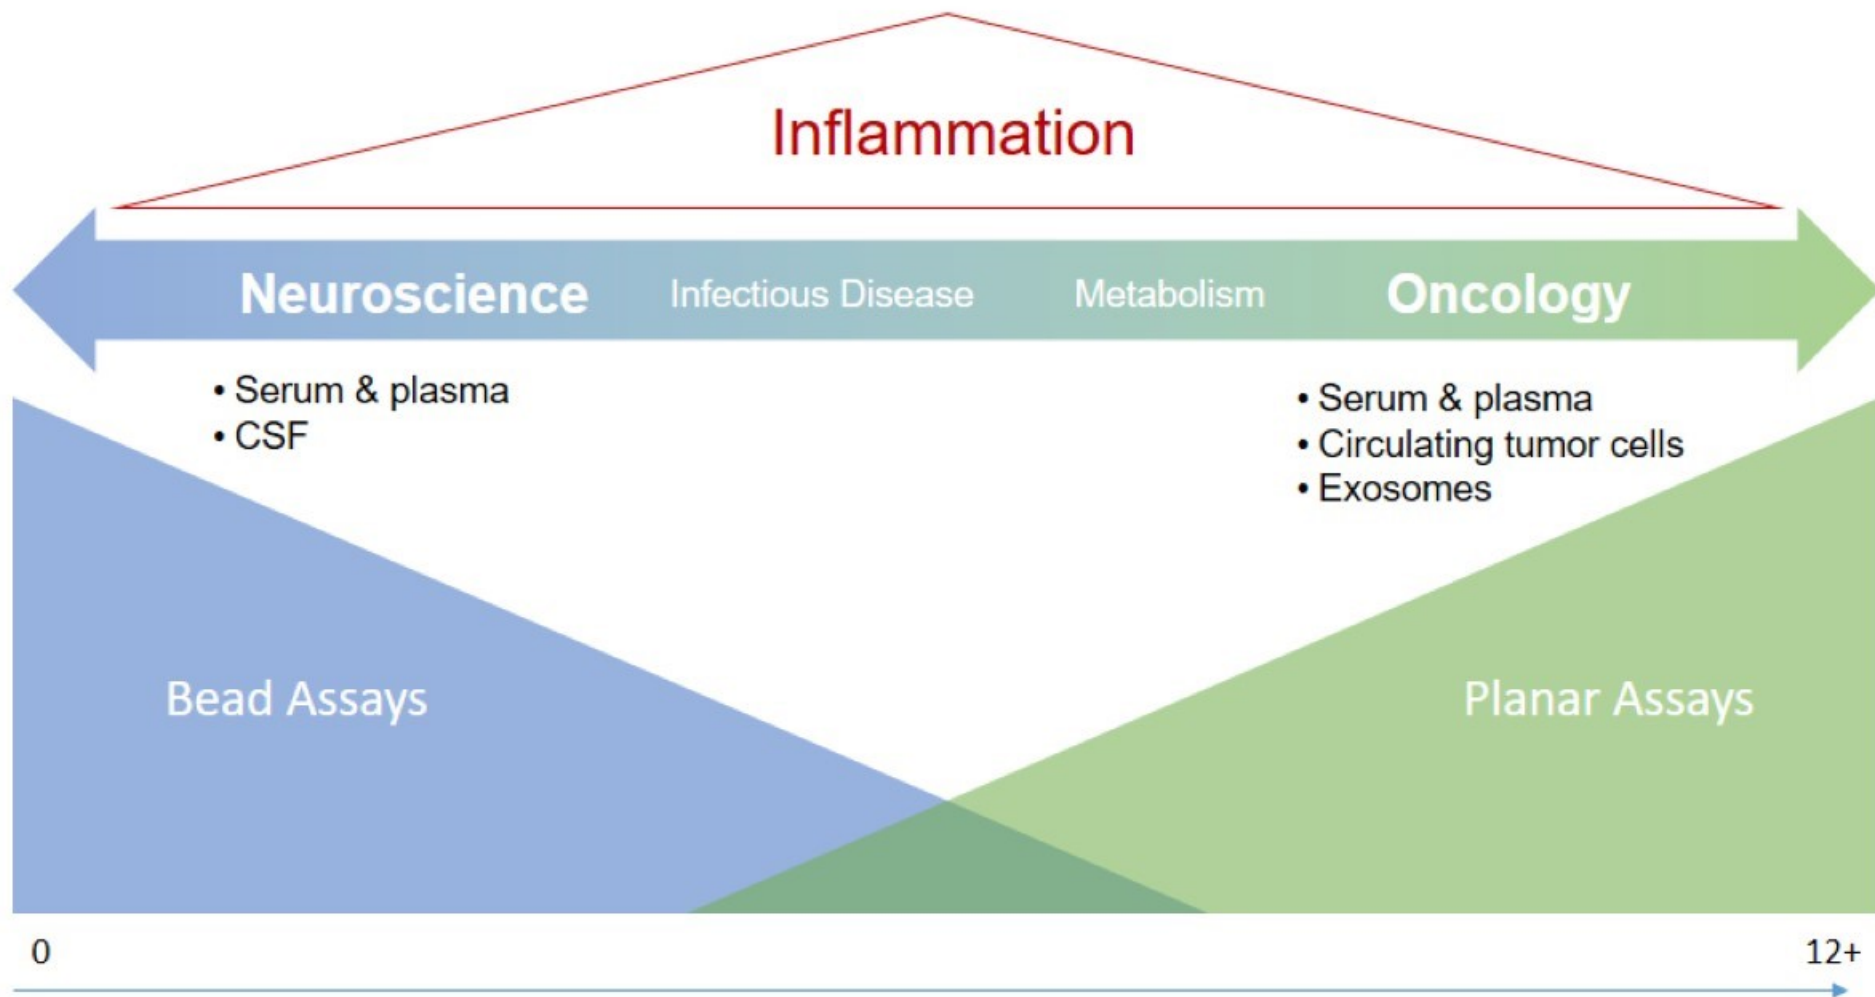 Inflammation
Neuroscience Infectious Disease Metabolism Oncology
• Serum & plasma
• CSF
• Serum & plasma
• Circulating tumor cells
• Exosomes
Bead Assays
Planar Assays
0 12+